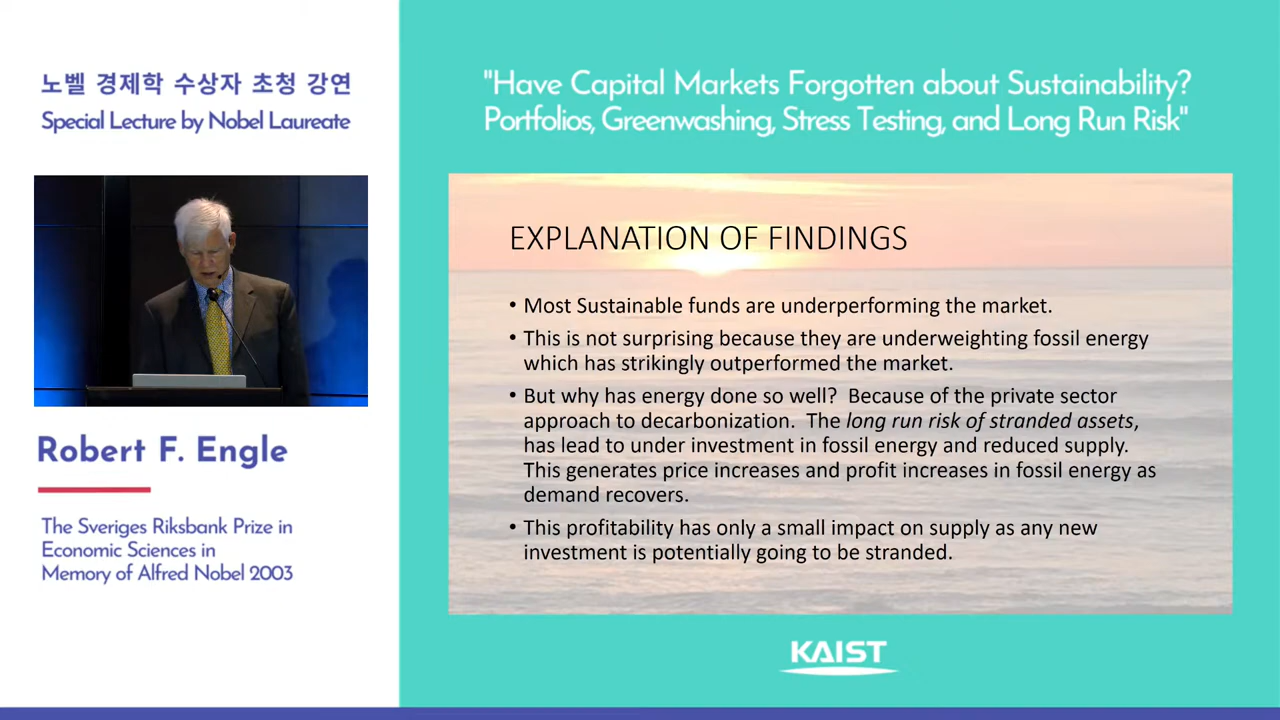 노벨 경제학 수상자 초청 강연
Special Lecture by Nobel Laureate
Robert F. Engle
The Sveriges Riksbank Prize in
Economic Sciences in
Memory of Alfred Nobel 2003
"Have Capital Markets Forgotten about Sustainability?
Portfolios, Greenwashing, Stress Testing, and Long Run Risk"
EXPLANATION OF FINDINGS
• Most Sustainable funds are underperforming the market.
• This is not surprising because they are underweighting fossil energy
which has strikingly outperformed the market.
• But why has energy done so well?  Because of the private sector
approach to decarbonization.  The long run risk of stranded assets,
has lead to under investment in fossil energy and reduced supply.
This generates price increases and profit increases in fossil energy as
demand recovers.
• This profitability has only a small impact on supply as any new
investment is potentially going to be stranded.
KAIST